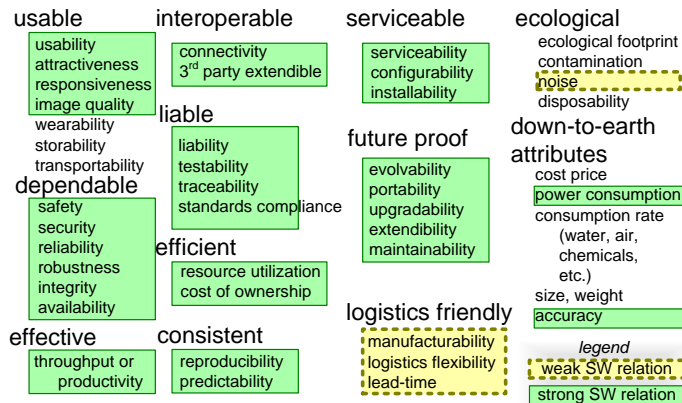 usable
usability
attractiveness
responsiveness
image quality
wearability
storability
transportability
dependable
safety
security
reliability
robustness
integrity
availability
effective
throughput or
productivity
interoperable
connectivity
3rd party extendible
liable
liability
testability
traceability
standards compliance
efficient
resource utilization
cost of ownership
consistent
reproducibility
predictability
serviceable
serviceability
configurability
installability
future proof
evolvability
portability
upgradability
extendibility
maintainability
logistics friendly
manufacturability
logistics flexibility
lead-time
ecological
ecological footprint
contamination
noise
disposability
down-to-earth
attributes
cost price
power consumption
consumption rate
(water, air,
chemicals,
etc.)
size, weight
accuracy
legend
weak SW relation
strong SW relation